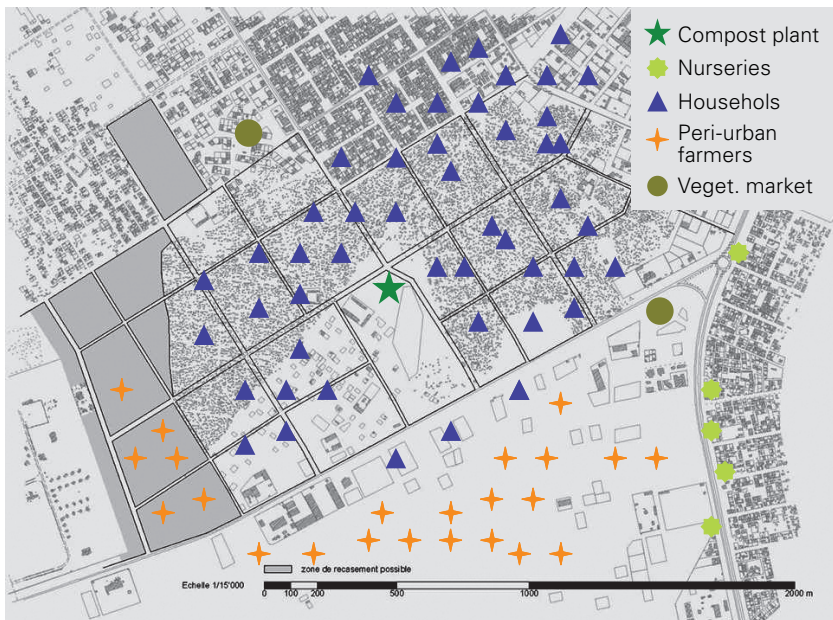 Compost plant
Nurseries
Househols
Peri-urban
farmers
Veget. market
zone de recasement possible
Echelle 1/15'000
0 100 200 500 1000 2000 m